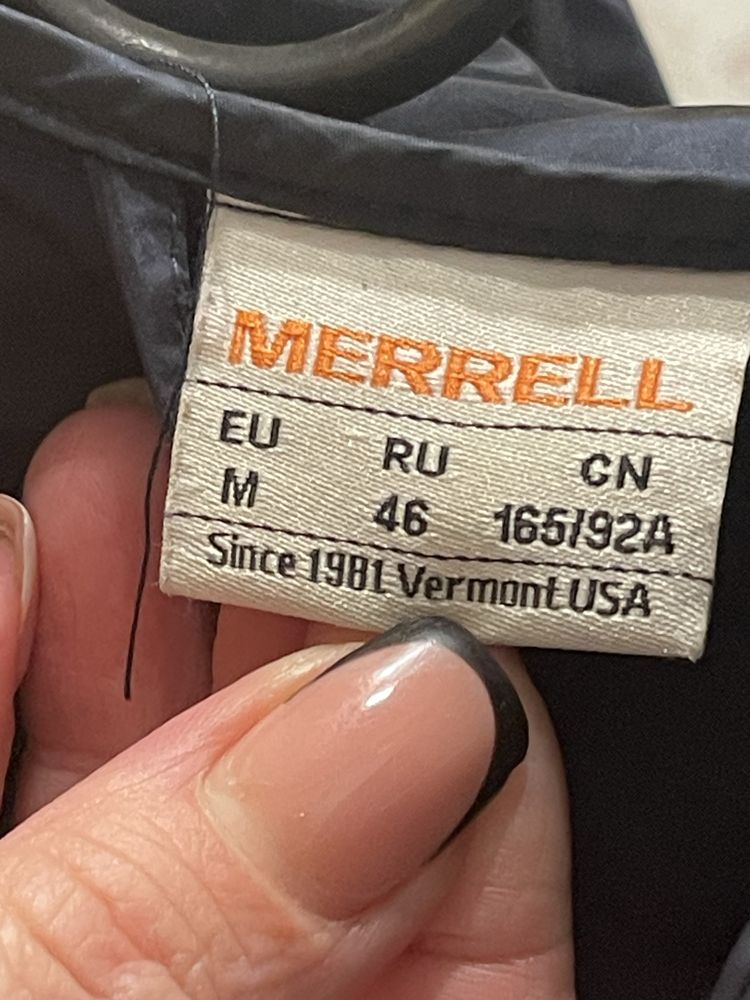 MERRELL
EU RU CN
M 46 165/92A
Since 1981 Vermont USA